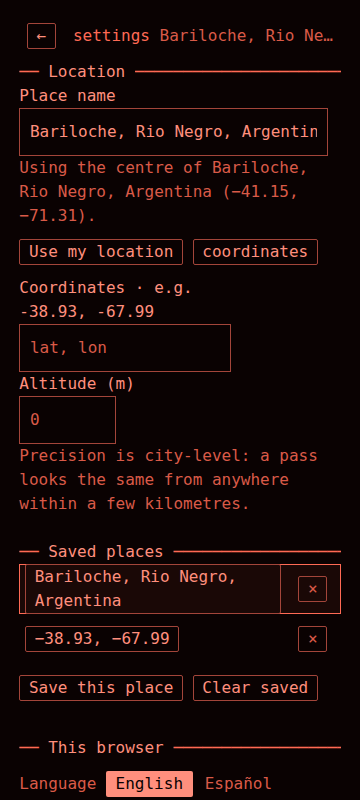 ← settings Bariloche, Rio Ne…
Location
Place name
Bariloche, Rio Negro, Argentin
Using the centre of Bariloche,
Rio Negro, Argentina (−41.15,
−71.31).
Use my location coordinates
Coordinates · e.g.
-38.93, -67.99
lat, lon
Altitude (m)
0
Precision is city-level: a pass
looks the same from anywhere
within a few kilometres.
Saved places
Bariloche, Rio Negro,
Argentina ×
−38.93, −67.99 ×
Save this place Clear saved
This browser
Language English Español